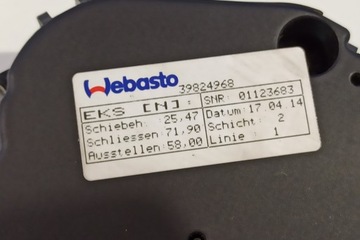 Webasto 39824968
EKS [N]: SNR: 01123683
Schiebeh: 25,47 Datum: 17.04.14
Schliessen: 71,90 Schicht: 2
Ausstellen: 58,00 Linie: 1